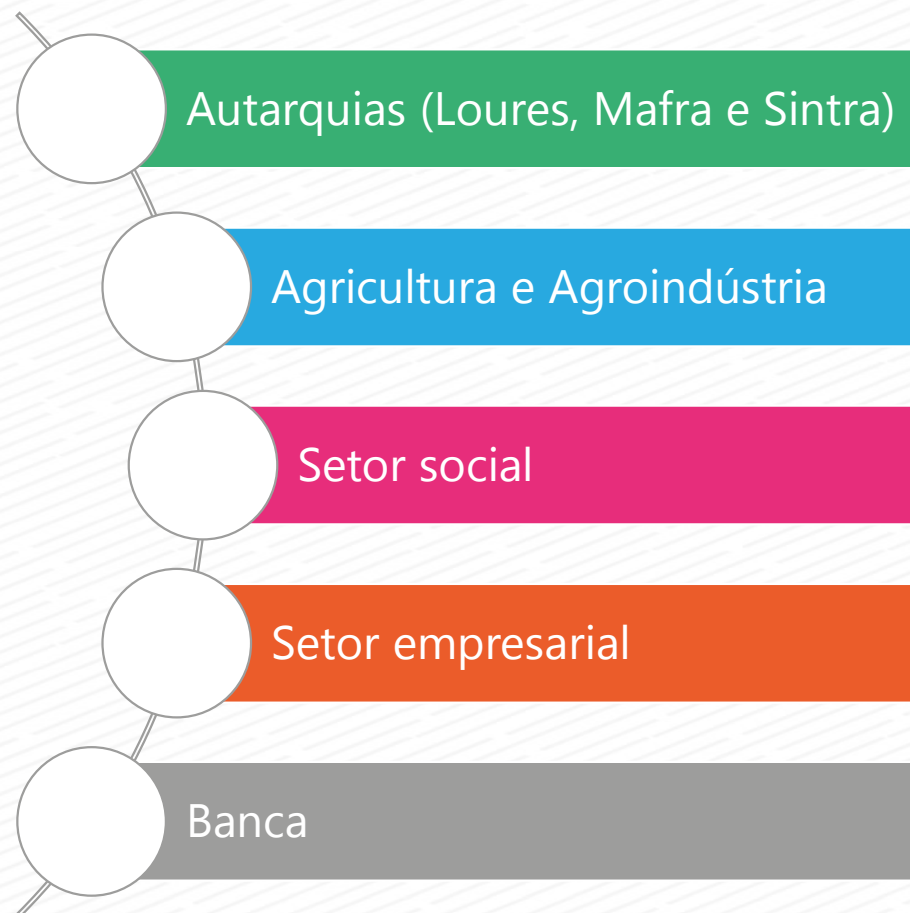 Autarquias (Loures, Mafra e Sintra)
Agricultura e Agroindústria
Setor social
Setor empresarial
Banca